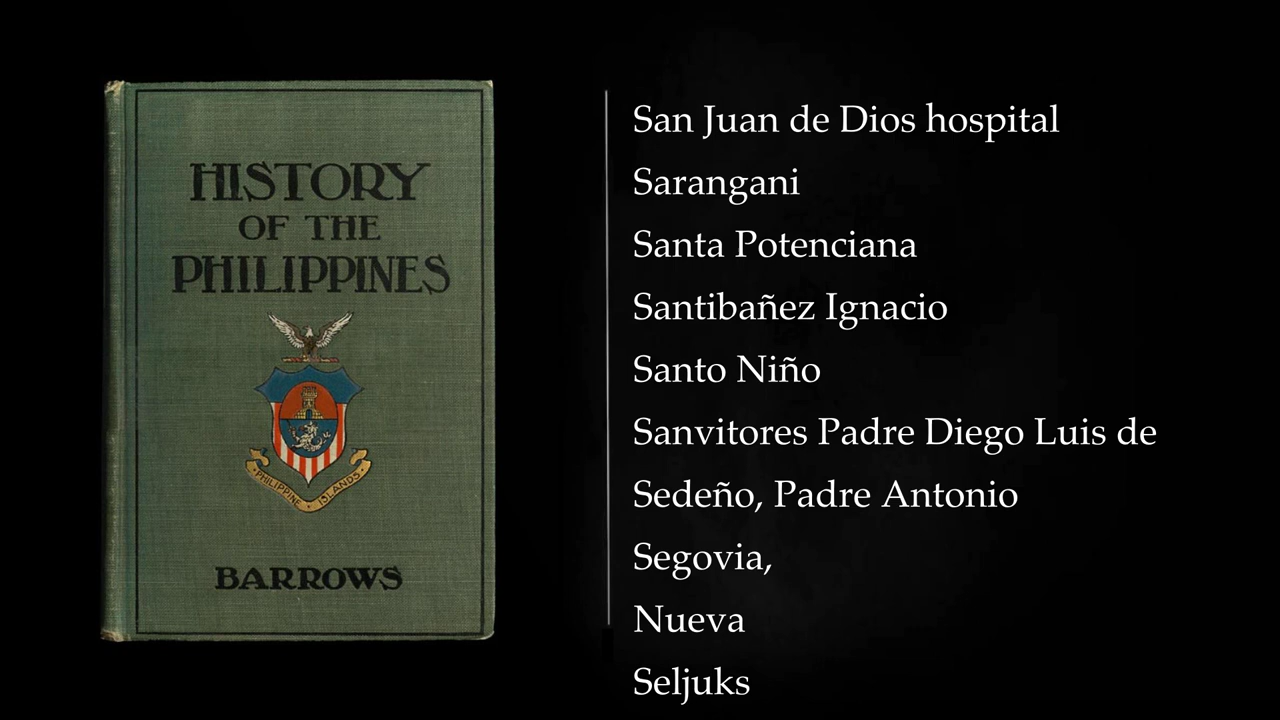 HISTORY
OF THE
PHILIPPINES
PHILIPPINE ISLANDS
BARROWS
San Juan de Dios hospital
Sarangani
Santa Potenciana
Santibañez Ignacio
Santo Niño
Sanvitores Padre Diego Luis de
Sedeño, Padre Antonio
Segovia,
Nueva
Seljuks